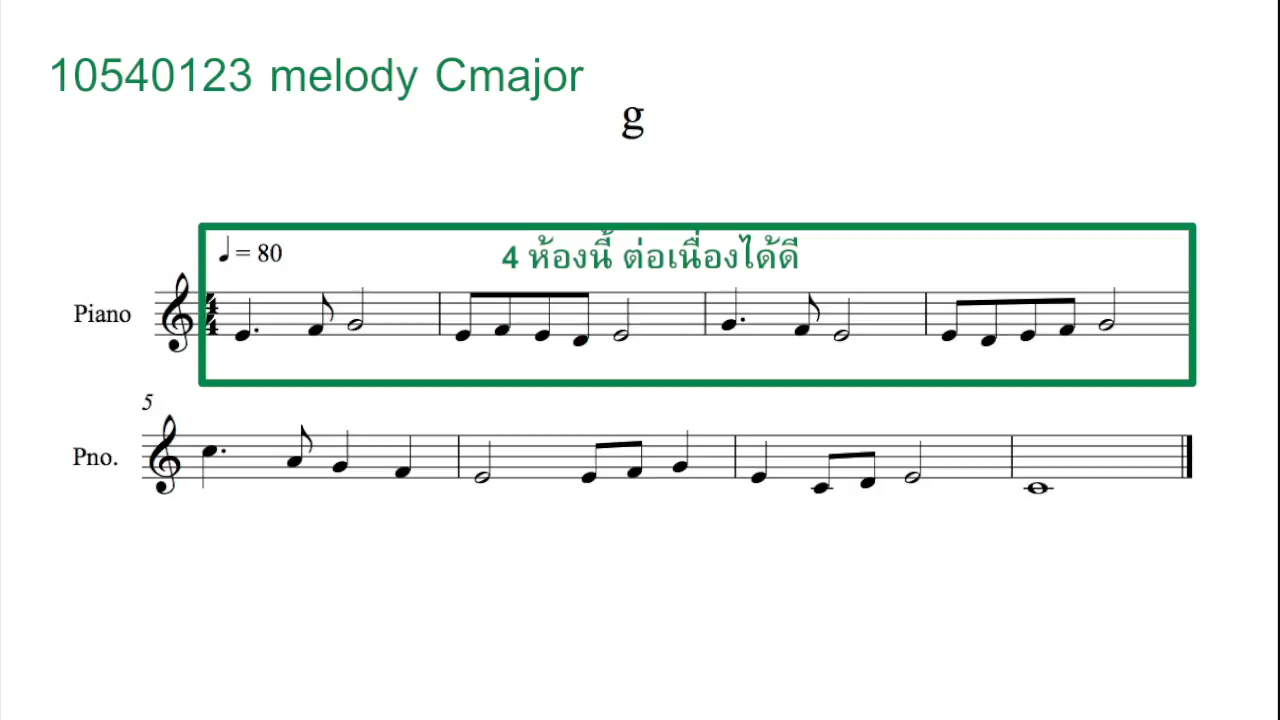 10540123 melody Cmajor
g
♩ = 80
4 ห้องนี้ ต่อเนื่องได้ดี
Piano
5
Pno.